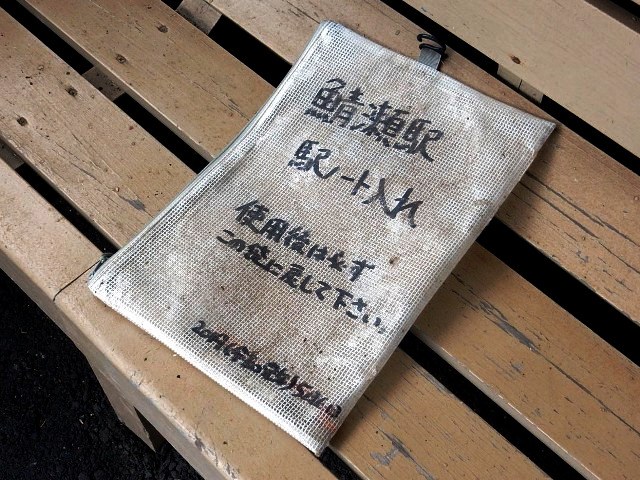 鯖瀬駅
駅ノート入れ
使用後は必ず
この袋に戻して下さい。